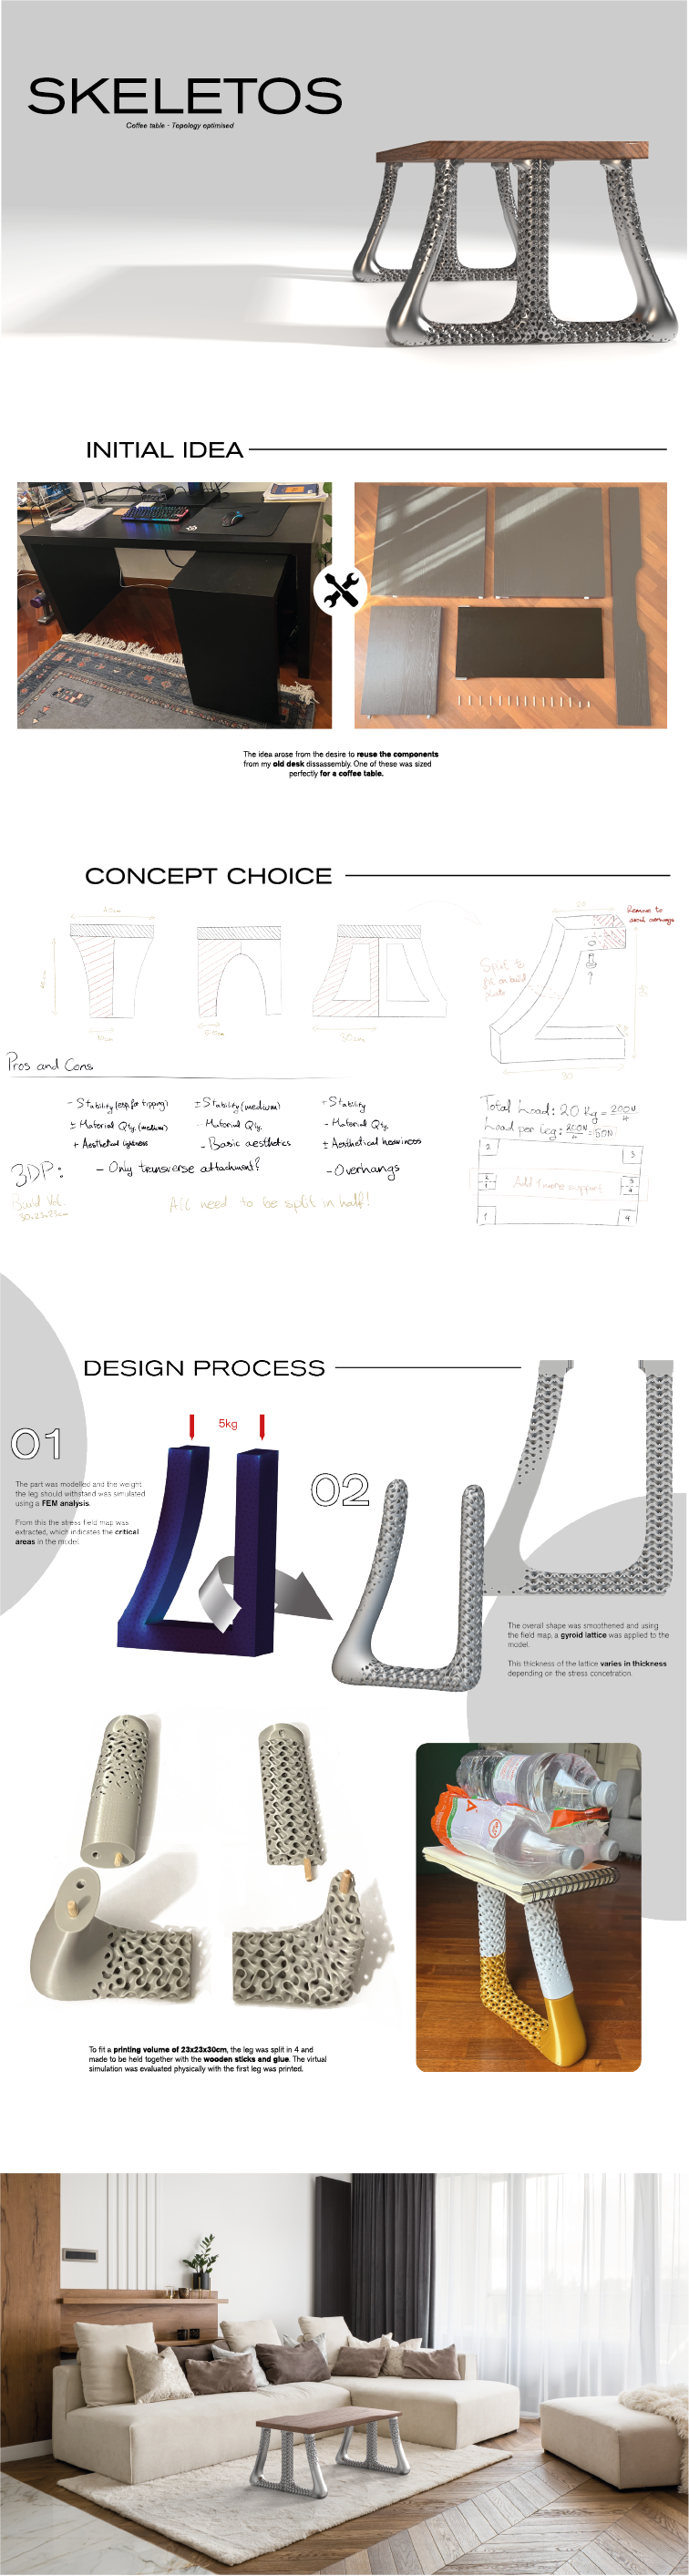 SKELETOS
Coffee table - Topology optimised
INITIAL IDEA
The idea arose from the desire to reuse the components
from my old desk dissassembly. One of these was sized
perfectly for a coffee table.
CONCEPT CHOICE
20
Remove to
avoid overhangs
Split to
fit on build
plate
30cm
30
Pros and Cons
- Stability (esp. for tipping)
± Material Qty. (medium)
+ Aesthetical lightness
± Stability (medium)
- Material Qty.
- Basic aesthetics
+ Stability
- Material Qty.
± Aesthetical heaviness
3DP:
- Only transverse attachment?
- Overhangs
Build Vol.
30x23x23cm
All need to be split in half!
Total Load: 20 Kg = 200N
Load per leg: 200N/4 = 50N
2
3
Add 1 more support
1
4
DESIGN PROCESS
01
5kg
The part was modelled and the weight
the leg should withstand was simulated
using a FEM analysis.
From this the stress field map was
extracted, which indicates the critical
areas in the model.
02
The overall shape was smoothened and using
the field map, a gyroid lattice was applied to the
model.
This thickness of the lattice varies in thickness
depending on the stress concetration.
To fit a printing volume of 23x23x30cm, the leg was split in 4 and
made to be held together with the wooden sticks and glue. The virtual
simulation was evaluated physically with the first leg was printed.